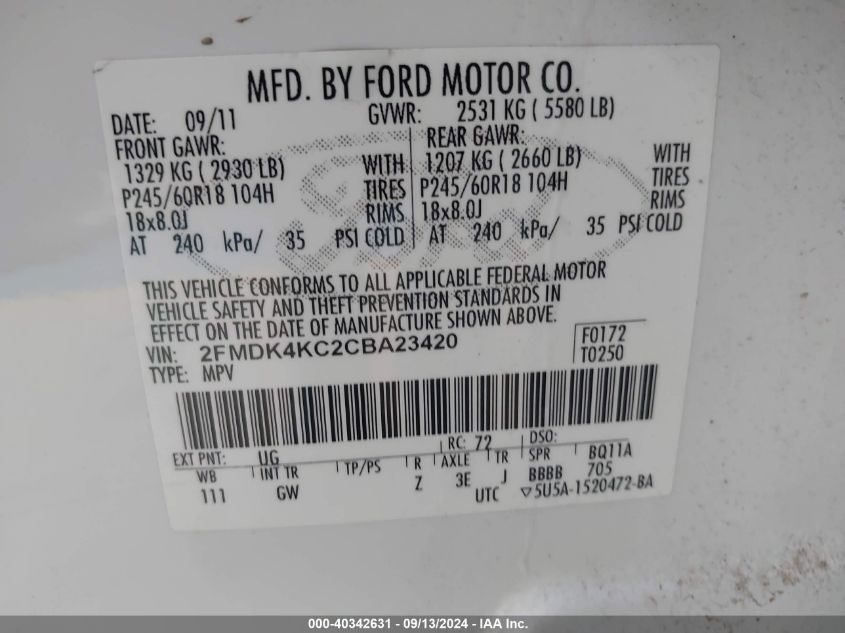 MFD. BY FORD MOTOR CO.
DATE: 09/11 GVWR: 2531 KG ( 5580 LB)
FRONT GAWR: REAR GAWR:
1329 KG ( 2930 LB) WITH 1207 KG ( 2660 LB) WITH
P245/60R18 104H TIRES P245/60R18 104H TIRES
18x8.0J RIMS 18x8.0J RIMS
AT 240 kPa/ 35 PSI COLD AT 240 kPa/ 35 PSI COLD
Ford
THIS VEHICLE CONFORMS TO ALL APPLICABLE FEDERAL MOTOR
VEHICLE SAFETY AND THEFT PREVENTION STANDARDS IN
EFFECT ON THE DATE OF MANUFACTURE SHOWN ABOVE.
VIN: 2FMDK4KC2CBA23420 F0172
TYPE: MPV T0250
EXT PNT: UG RC: 72 DSO:
WB INT TR TP/PS R AXLE TR SPR BQ11A
111 GW Z 3E J BBBB 705
UTC ▽5U5A-1520472-BA
000-40342631 - 09/13/2024 - IAA Inc.